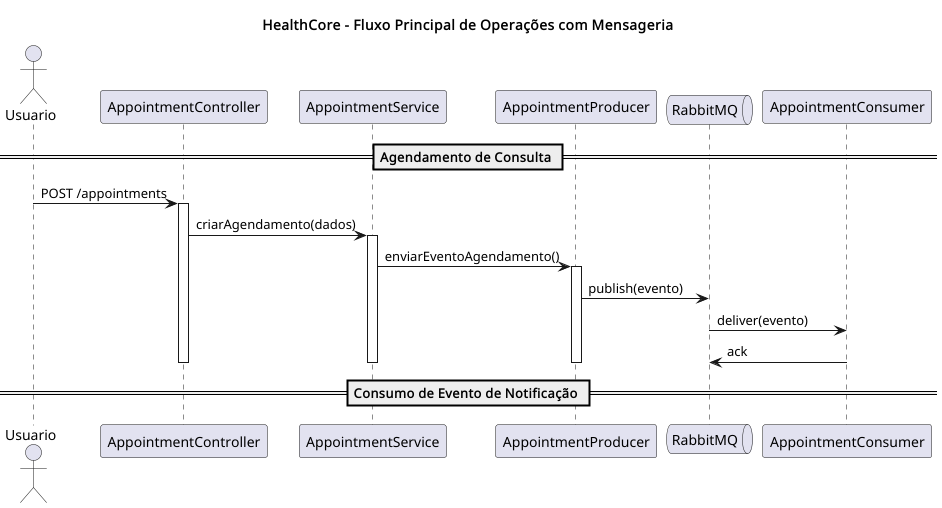 HealthCore - Fluxo Principal de Operações com Mensageria
Usuario
AppointmentController
AppointmentService
AppointmentProducer
RabbitMQ
AppointmentConsumer
Agendamento de Consulta
POST /appointments
criarAgendamento(dados)
enviarEventoAgendamento()
publish(evento)
deliver(evento)
ack
Consumo de Evento de Notificação
Usuario
AppointmentController
AppointmentService
AppointmentProducer
RabbitMQ
AppointmentConsumer